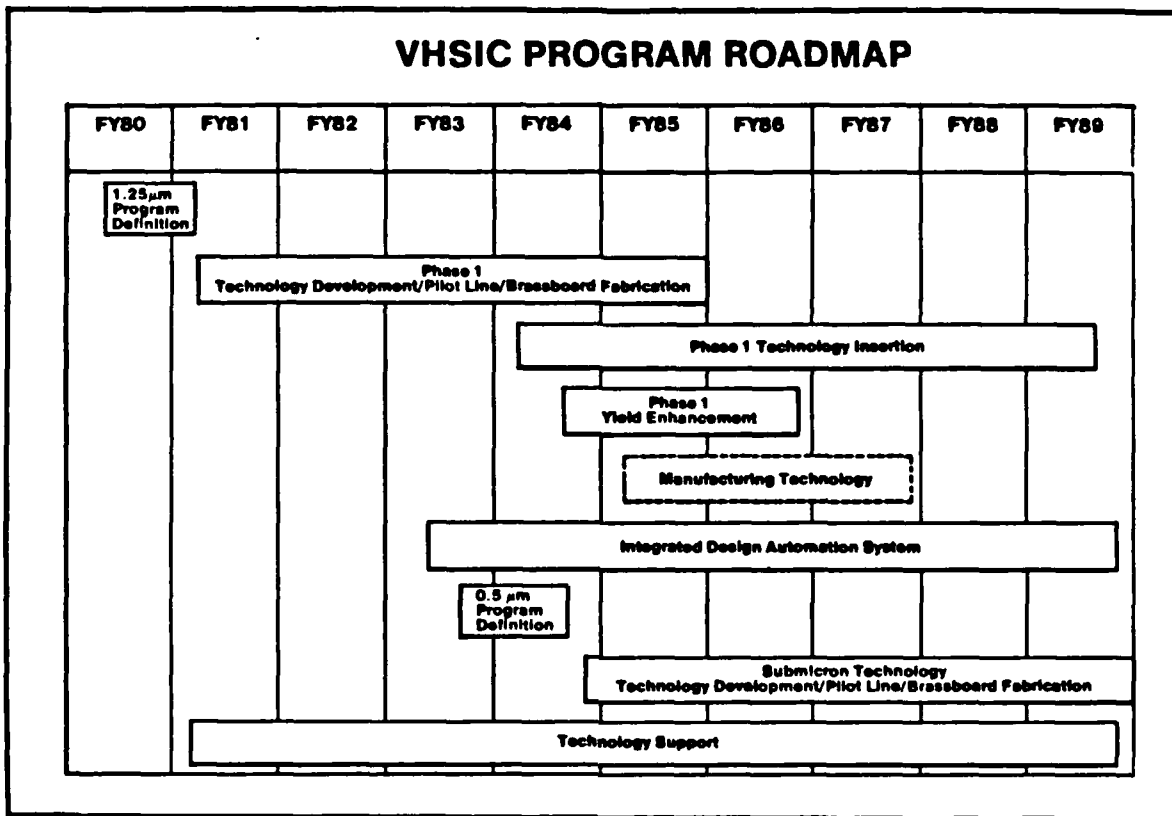 VHSIC PROGRAM ROADMAP
FY80 FY81 FY82 FY83 FY84 FY85 FY86 FY87 FY88 FY89
1.25μm
Program
Definition
Phase 1
Technology Development/Pilot Line/Brassboard Fabrication
Phase 1 Technology Insertion
Phase 1
Yield Enhancement
Manufacturing Technology
Integrated Design Automation System
0.5 μm
Program
Definition
Submicron Technology
Technology Development/Pilot Line/Brassboard Fabrication
Technology Support